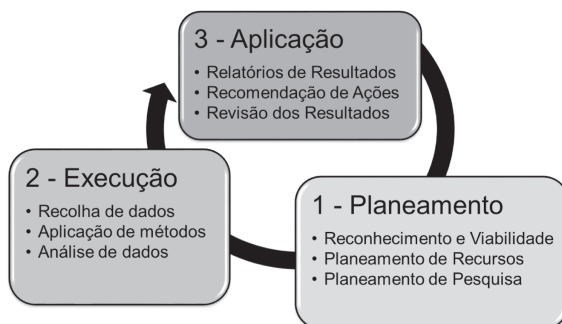 3 - Aplicação
• Relatórios de Resultados
• Recomendação de Ações
• Revisão dos Resultados
2 - Execução
• Recolha de dados
• Aplicação de métodos
• Análise de dados
1 - Planeamento
• Reconhecimento e Viabilidade
• Planeamento de Recursos
• Planeamento de Pesquisa